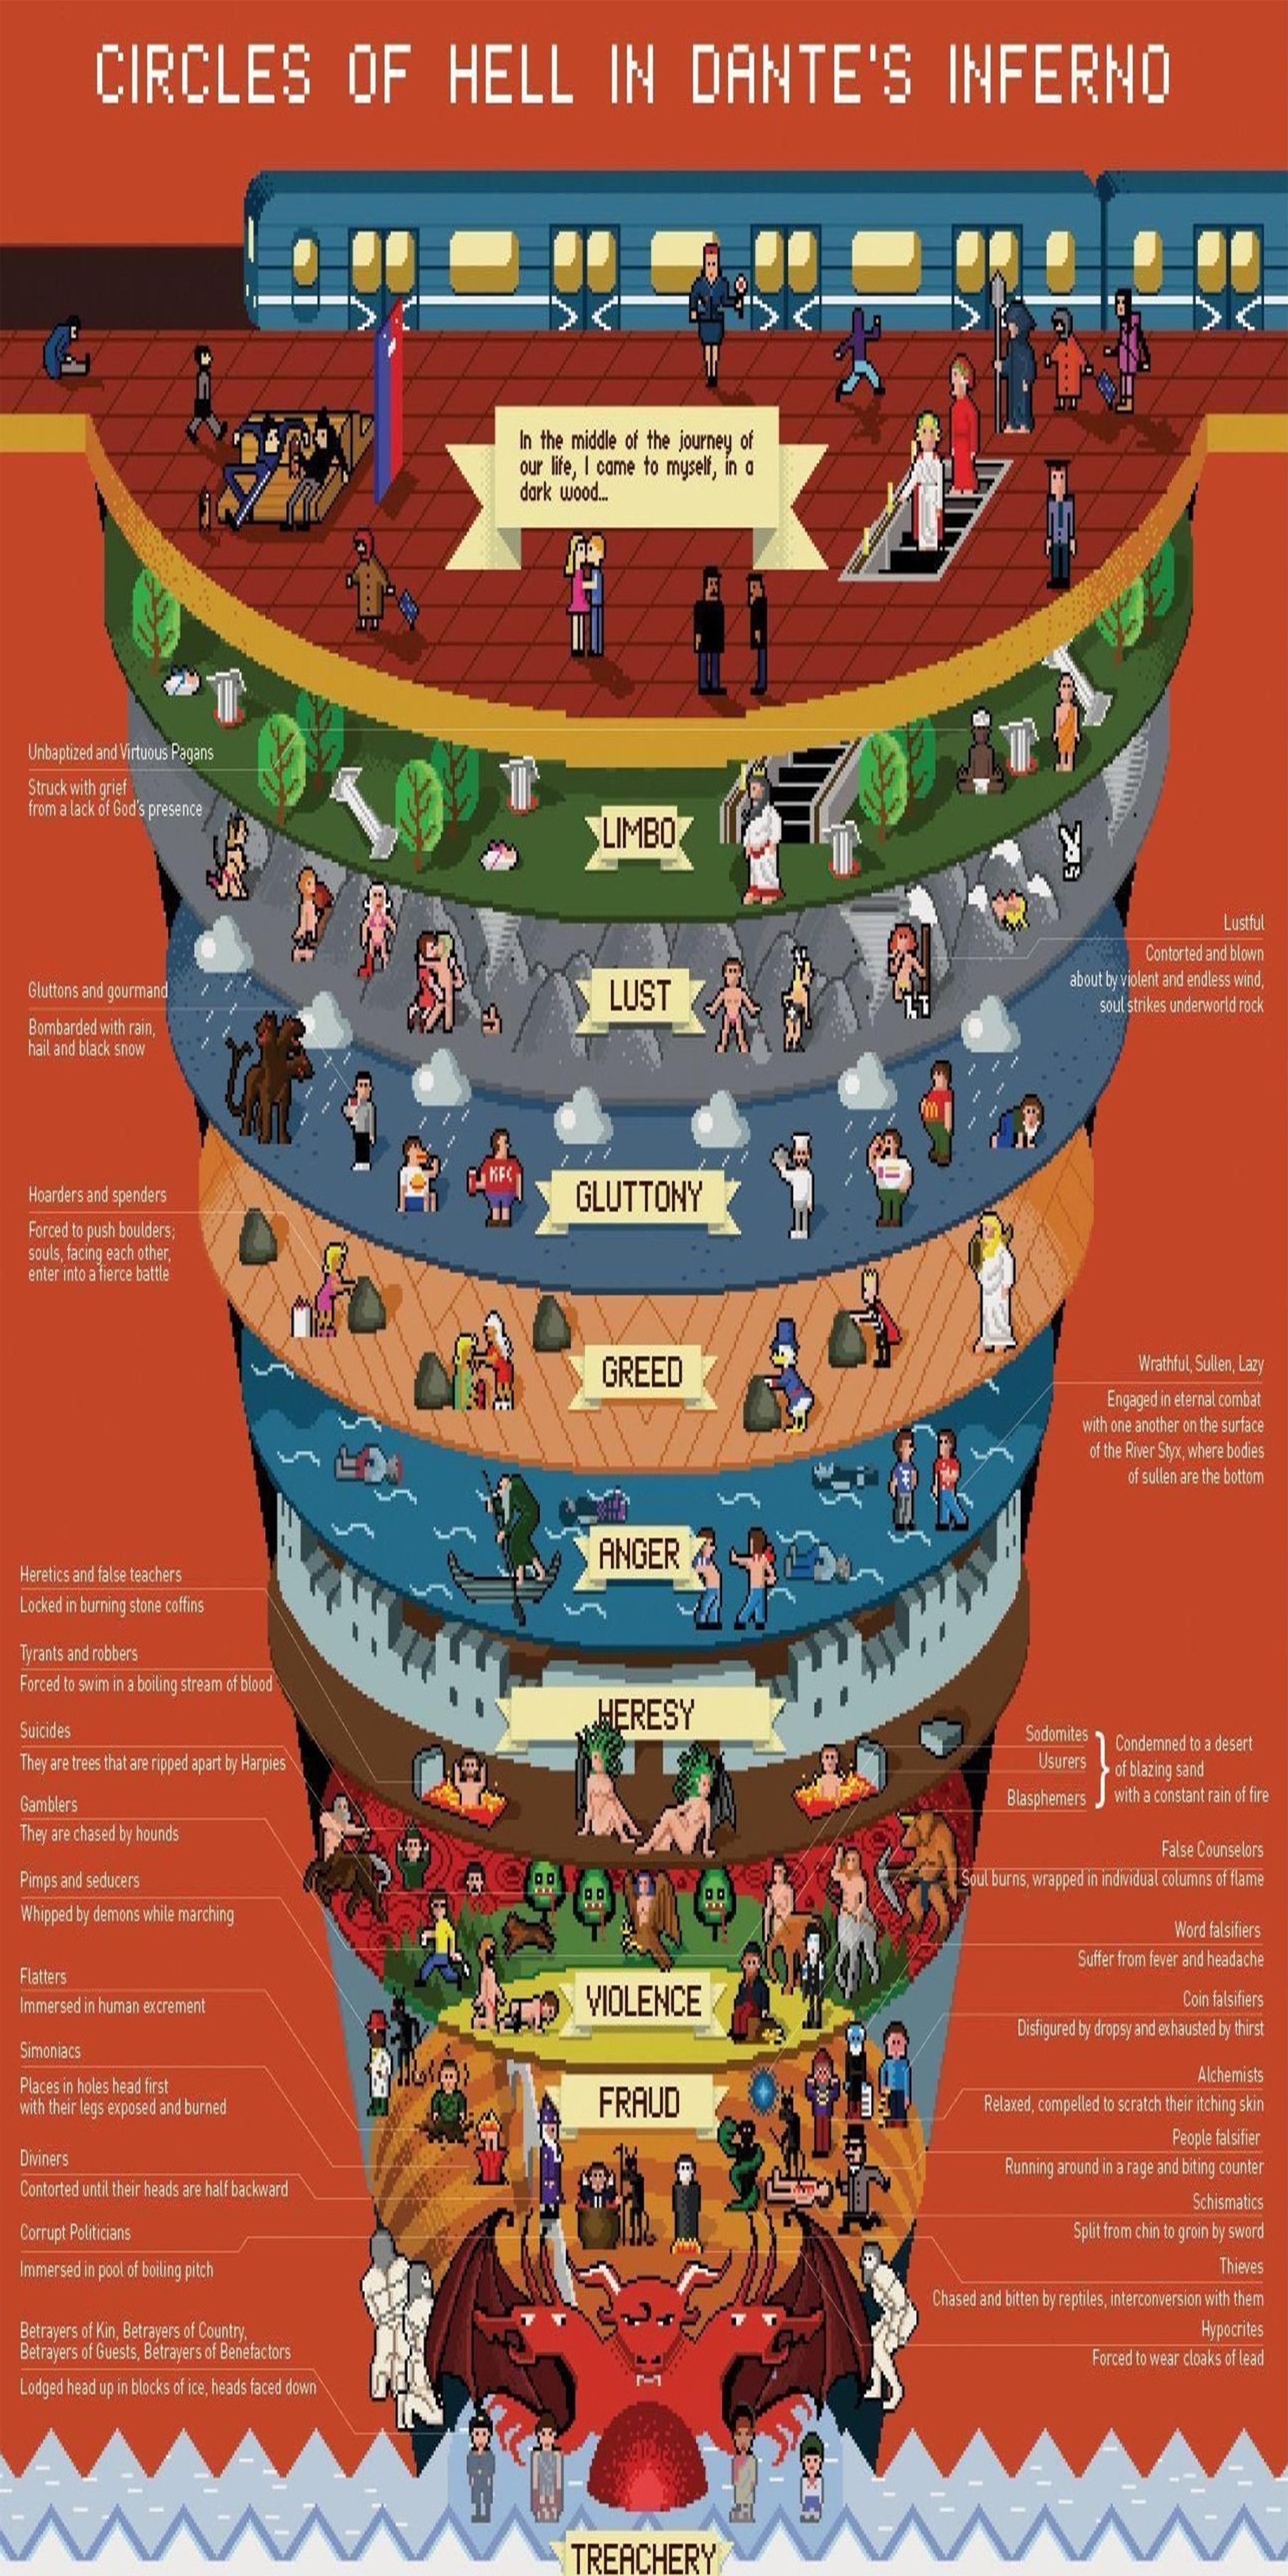 CIRCLES OF HELL IN DANTE'S INFERNO
In the middle of the journey of
our life, I came to myself, in a
dark wood...
Unbaptized and Virtuous Pagans
Struck with grief
from a lack of God's presence
LIMBO
Lustful
Contorted and blown
about by violent and endless wind,
soul strikes underworld rock
LUST
Gluttons and gourmand
Bombarded with rain,
hail and black snow
KFC
GLUTTONY
Hoarders and spenders
Forced to push boulders;
souls, facing each other,
enter into a fierce battle
GREED
Wrathful, Sullen, Lazy
Engaged in eternal combat
with one another on the surface
of the River Styx, where bodies
of sullen are the bottom
ANGER
Heretics and false teachers
Locked in burning stone coffins
HERESY
Tyrants and robbers
Forced to swim in a boiling stream of blood
Suicides
They are trees that are ripped apart by Harpies
Gamblers
They are chased by hounds
Sodomites
Usurers
Blasphemers
Condemned to a desert
of blazing sand
with a constant rain of fire
VIOLENCE
Pimps and seducers
Whipped by demons while marching
Flatters
Immersed in human excrement
Simoniacs
Places in holes head first
with their legs exposed and burned
Diviners
Contorted until their heads are half backward
Corrupt Politicians
Immersed in pool of boiling pitch
False Counselors
Soul burns, wrapped in individual columns of flame
Word falsifiers
Suffer from fever and headache
Coin falsifiers
Disfigured by dropsy and exhausted by thirst
Alchemists
Relaxed, compelled to scratch their itching skin
People falsifier
Running around in a rage and biting counter
Schismatics
Split from chin to groin by sword
Thieves
Chased and bitten by reptiles, interconversion with them
Hypocrites
Forced to wear cloaks of lead
FRAUD
Betrayers of Kin, Betrayers of Country,
Betrayers of Guests, Betrayers of Benefactors
Lodged head up in blocks of ice, heads faced down
TREACHERY